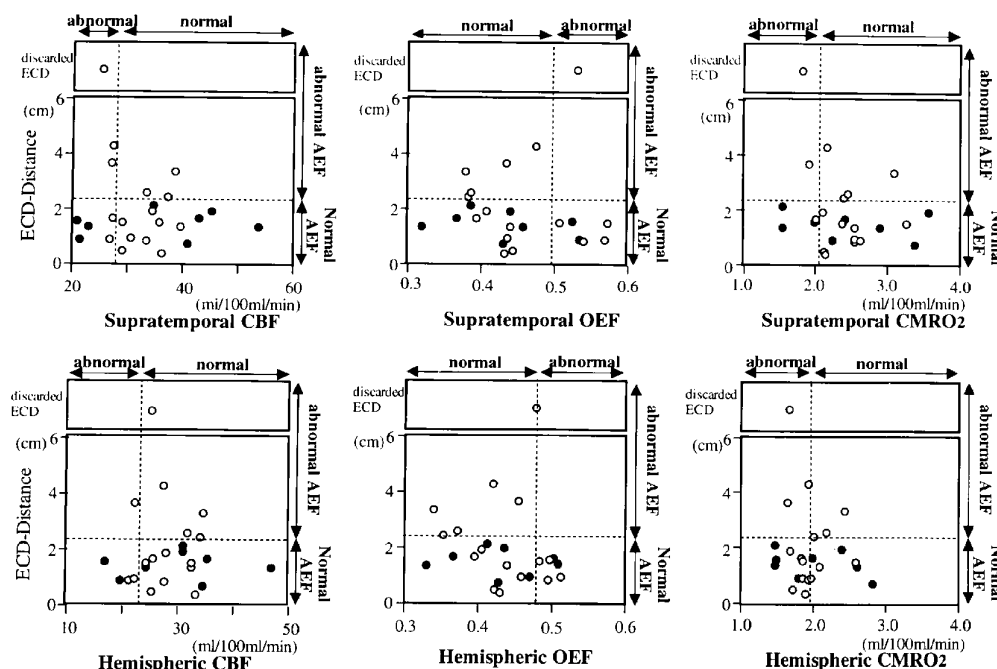 abnormal normal
normal abnormal
abnormal normal
discarded
ECD
discarded
ECD
discarded
ECD
abnormal AEF
abnormal AEF
abnormal AEF
6
(cm)
4
2
0
ECD-Distance
Normal
AEF
20 40 60
(ml/100ml/min)
Supratemporal CBF
6
(cm)
4
2
0
Normal
AEF
0.3 0.4 0.5 0.6
Supratemporal OEF
6
(cm)
4
2
0
Normal
AEF
1.0 2.0 3.0 4.0
(ml/100ml/min)
Supratemporal CMRO2
abnormal normal
normal abnormal
abnormal normal
discarded
ECD
discarded
ECD
discarded
ECD
abnormal AEF
abnormal AEF
abnormal AEF
(cm) 6
4
2
0
ECD-Distance
Normal
AEF
10 30 50
(ml/100ml/min)
Hemispheric CBF
(cm) 6
4
2
0
Normal
AEF
0.3 0.4 0.5 0.6
Hemispheric OEF
(cm) 6
4
2
0
Normal
AEF
1.0 2.0 3.0 4.0
(ml/100ml/min)
Hemispheric CMRO2